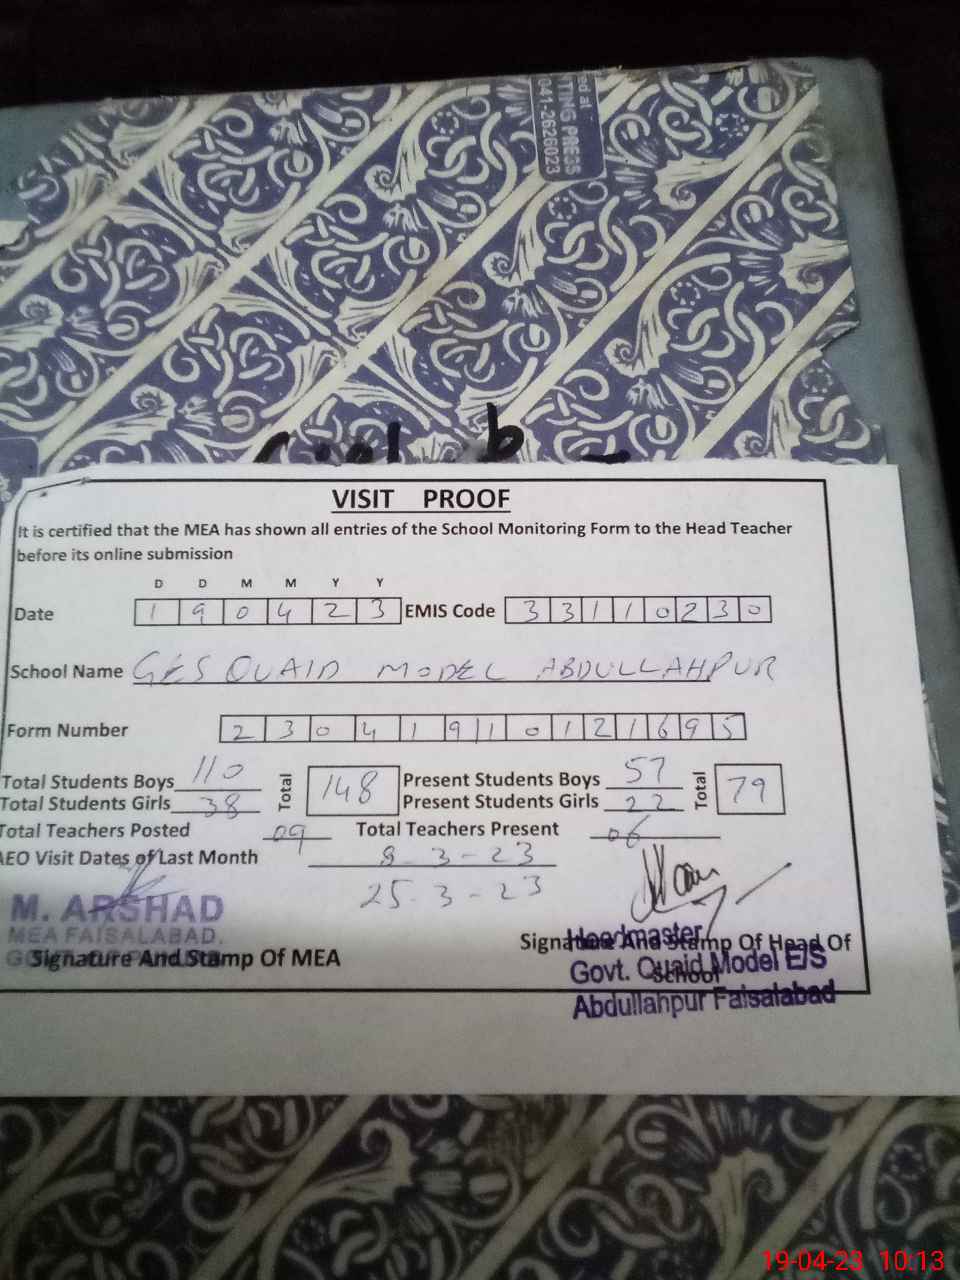 ed at
TING PRESS
041-2626023
VISIT PROOF
It is certified that the MEA has shown all entries of the School Monitoring Form to the Head Teacher
before its online submission
D D M M Y Y
Date 1 9 0 4 2 3 EMIS Code 3 3 1 1 0 2 3 0
School Name GES QUAID MODEL ABDULLAHPUR
Form Number 2 3 0 4 1 9 1 0 1 2 1 6 9 5
Total Students Boys 110 Total 148 Present Students Boys 57 Total 79
Total Students Girls 38 Present Students Girls 22
Total Teachers Posted 09 Total Teachers Present 06
AEO Visit Dates of Last Month 8-3-23
25-3-23
M. ARSHAD
MEA FAISALABAD.
Signature And Stamp Of MEA
Signature And Stamp Of Head Of
School
Headmaster
Govt. Quaid Model E/S
Abdullahpur Faisalabad
19-04-23 10:13